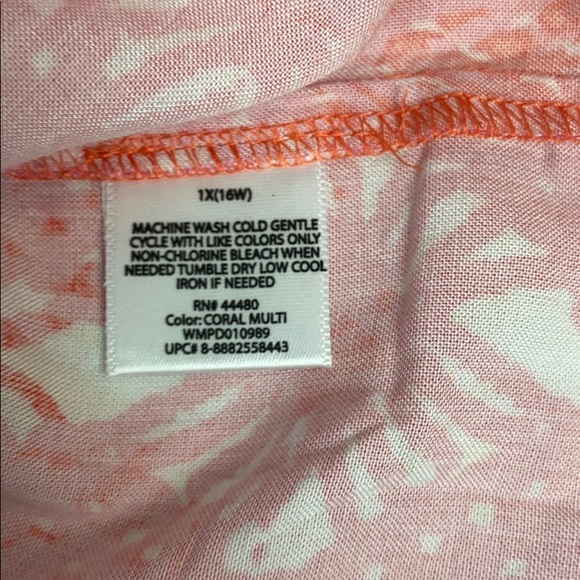 1X(16W)
MACHINE WASH COLD GENTLE
CYCLE WITH LIKE COLORS ONLY
NON-CHLORINE BLEACH WHEN
NEEDED TUMBLE DRY LOW COOL
IRON IF NEEDED
RN# 44480
Color: CORAL MULTI
WMPD010989
UPC# 8-8882558443